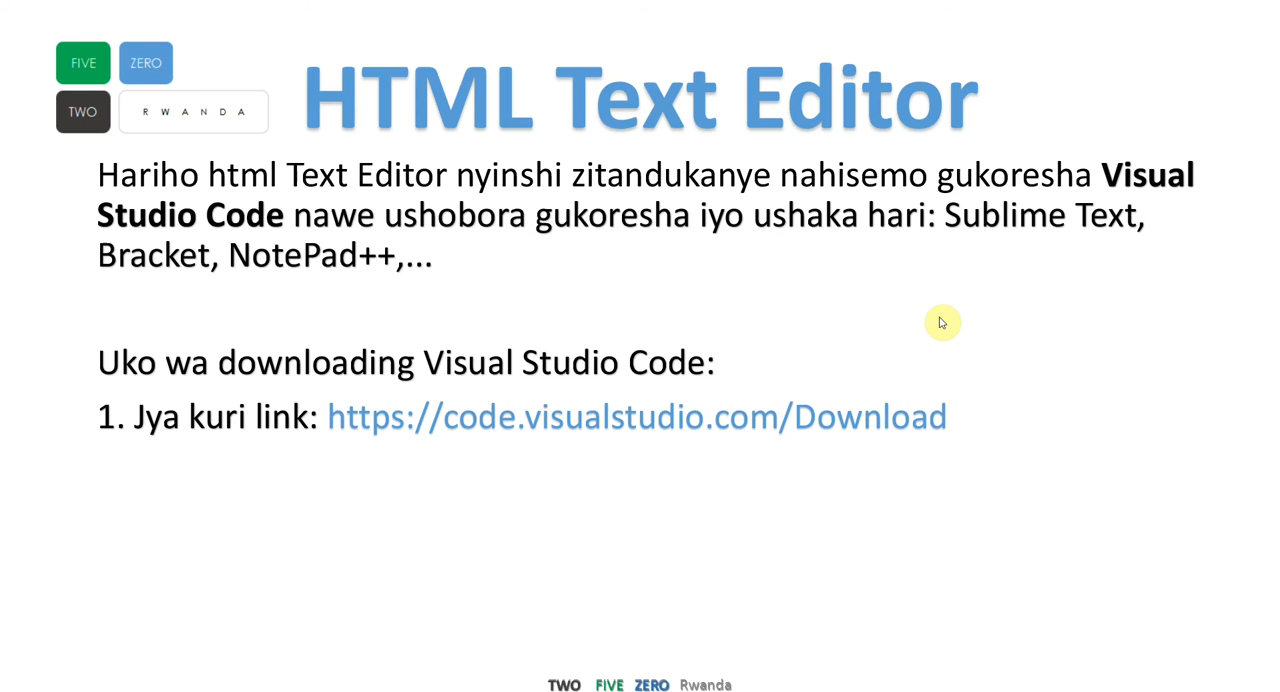 FIVE ZERO
TWO RWANDA
HTML Text Editor
Hariho html Text Editor nyinshi zitandukanye nahisemo gukoresha Visual
Studio Code nawe ushobora gukoresha iyo ushaka hari: Sublime Text,
Bracket, NotePad++,...
Uko wa downloading Visual Studio Code:
1. Jya kuri link: https://code.visualstudio.com/Download
TWO FIVE ZERO Rwanda